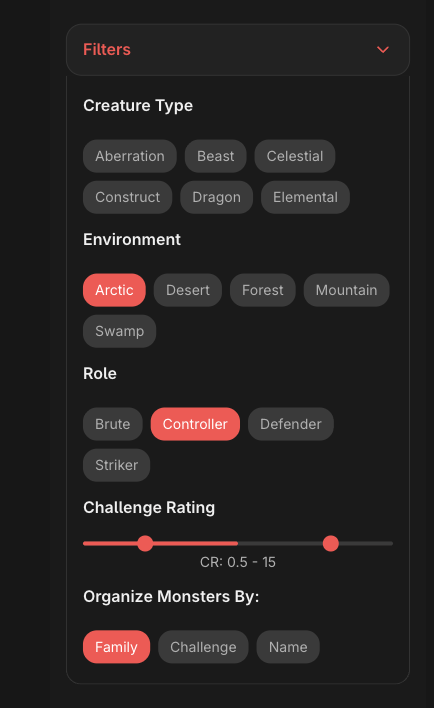 Filters
Creature Type
Aberration Beast Celestial
Construct Dragon Elemental
Environment
Arctic Desert Forest Mountain
Swamp
Role
Brute Controller Defender
Striker
Challenge Rating
CR: 0.5 - 15
Organize Monsters By:
Family Challenge Name